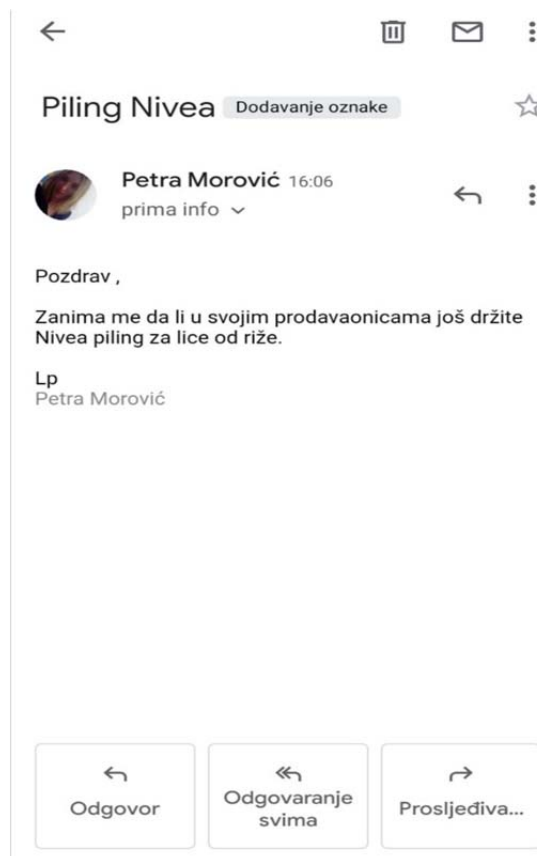 Piling Nivea Dodavanje oznake
Petra Morović 16:06
prima info
Pozdrav ,
Zanima me da li u svojim prodavaonicama još držite
Nivea piling za lice od riže.
Lp
Petra Morović
Odgovor
Odgovaranje
svima
Prosljeđiva...